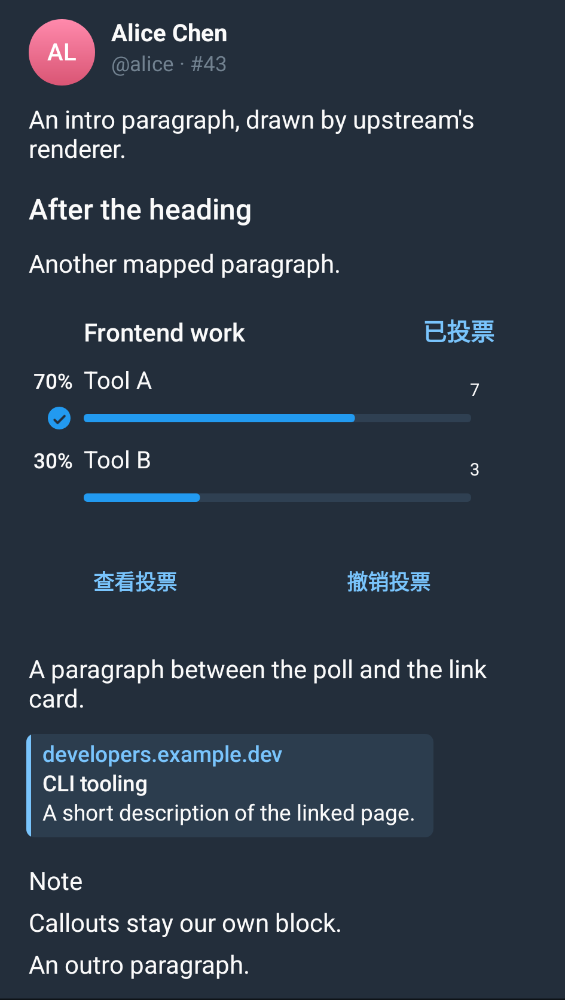 AL
Alice Chen
@alice · #43
An intro paragraph, drawn by upstream's
renderer.
After the heading
Another mapped paragraph.
Frontend work
已投票
70% Tool A
7
30% Tool B
3
查看投票
撤销投票
A paragraph between the poll and the link
card.
developers.example.dev
CLI tooling
A short description of the linked page.
Note
Callouts stay our own block.
An outro paragraph.